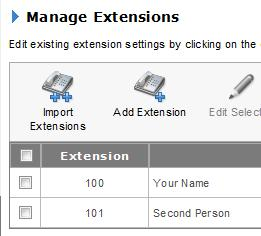 Manage Extensions
Edit existing extension settings by clicking on the
Import
Extensions
Add Extension
Edit Select
Extension
100 Your Name
101 Second Person